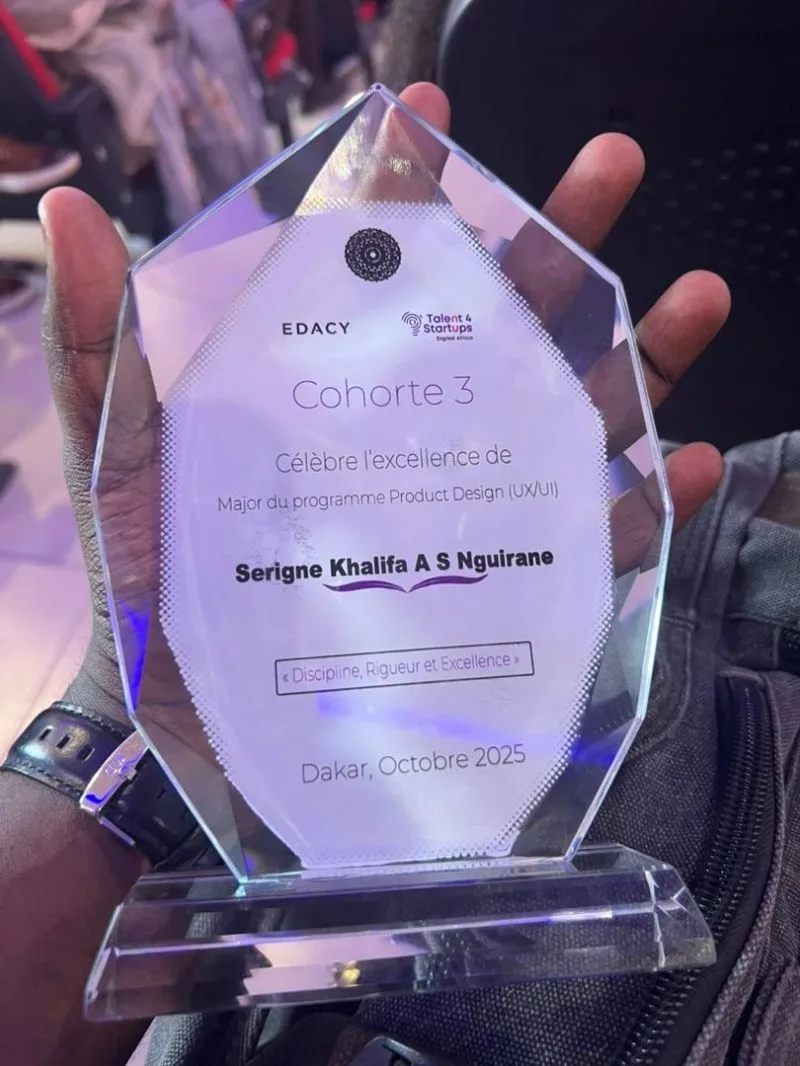 EDACY
Talent 4
Startups
Digital Africa
Cohorte 3
Célèbre l'excellence de
Major du programme Product Design (UX/UI)
Serigne Khalifa A S Nguirane
« Discipline, Rigueur et Excellence »
Dakar, Octobre 2025